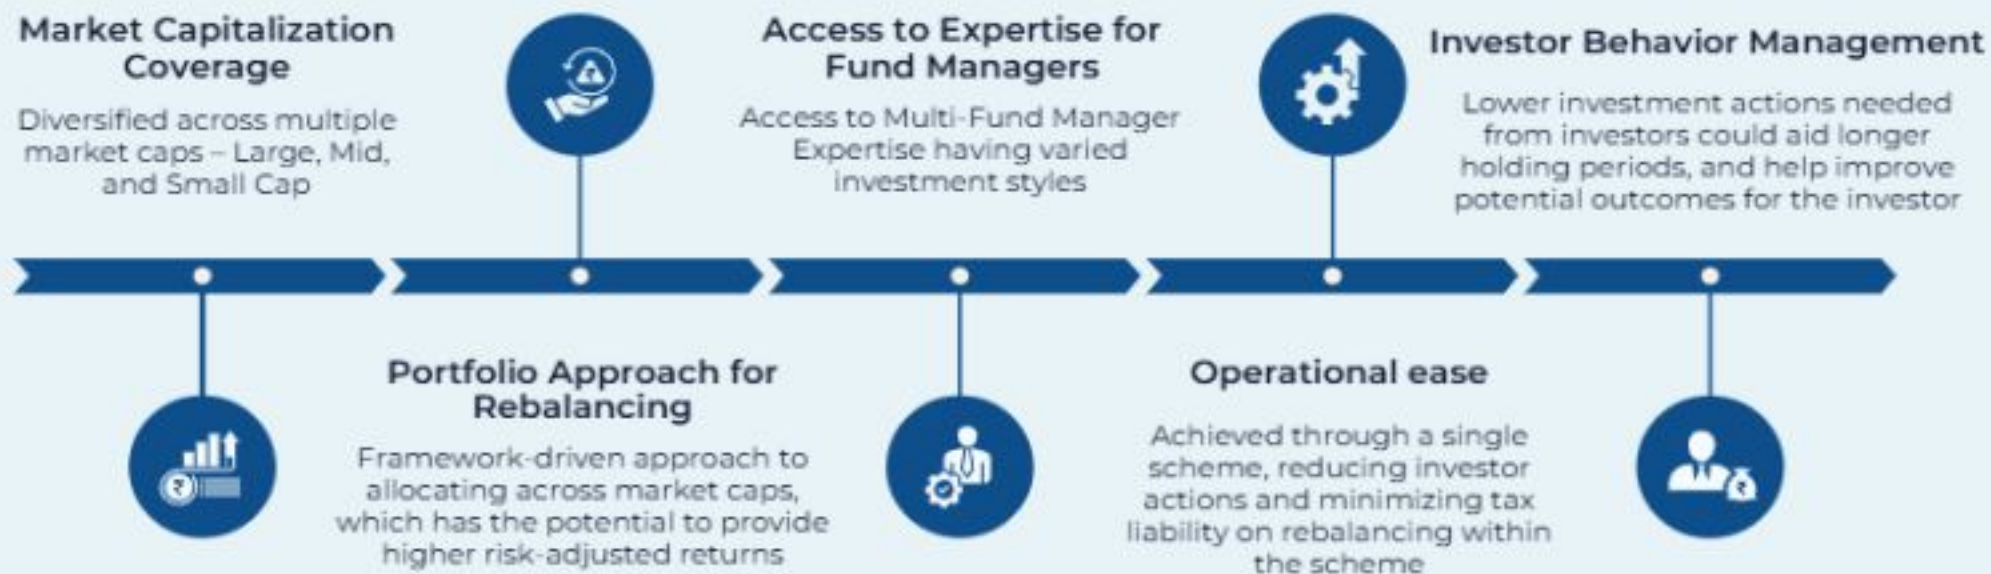 Market Capitalization
Coverage
Diversified across multiple
market caps – Large, Mid,
and Small Cap
Portfolio Approach for
Rebalancing
Framework-driven approach to
allocating across market caps,
which has the potential to provide
higher risk-adjusted returns
Access to Expertise for
Fund Managers
Access to Multi-Fund Manager
Expertise having varied
investment styles
Operational ease
Achieved through a single
scheme, reducing investor
actions and minimizing tax
liability on rebalancing within
the scheme
Investor Behavior Management
Lower investment actions needed
from investors could aid longer
holding periods, and help improve
potential outcomes for the investor